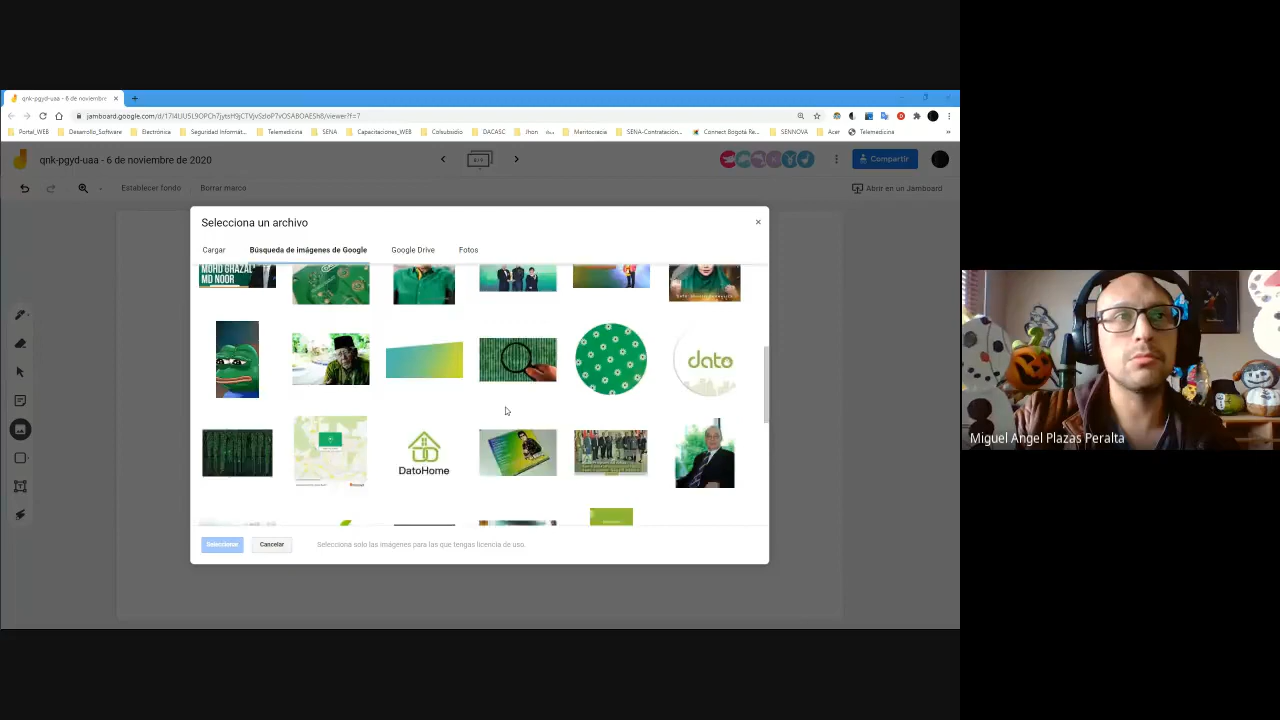 qnk-pgyd-uaa - 6 de noviembre
jamboard.google.com/d/17l4UU5L9OPCh7jytsH9jCTVjvSzIoP7vOSABOAESh8/viewer?f=7
Portal_WEB Desarrollo_Software Electrónica Seguridad Informát... Telemedicina SENA Capacitaciones_WEB Colsubsidio DACASC Jhon Meritocracia SENA-Contratación... Connect Bogotá Re... SENNOVA Acer Telemedicina
qnk-pgyd-uaa - 6 de noviembre de 2020
Compartir
Establecer fondo Borrar marco
Abrir en un Jamboard
Selecciona un archivo
Cargar Búsqueda de imágenes de Google Google Drive Fotos
MOHD GHAZAL
MD NOOR
dato
DatoHome
Seleccionar Cancelar Selecciona solo las imágenes para las que tengas licencia de uso.
Miguel Angel Plazas Peralta